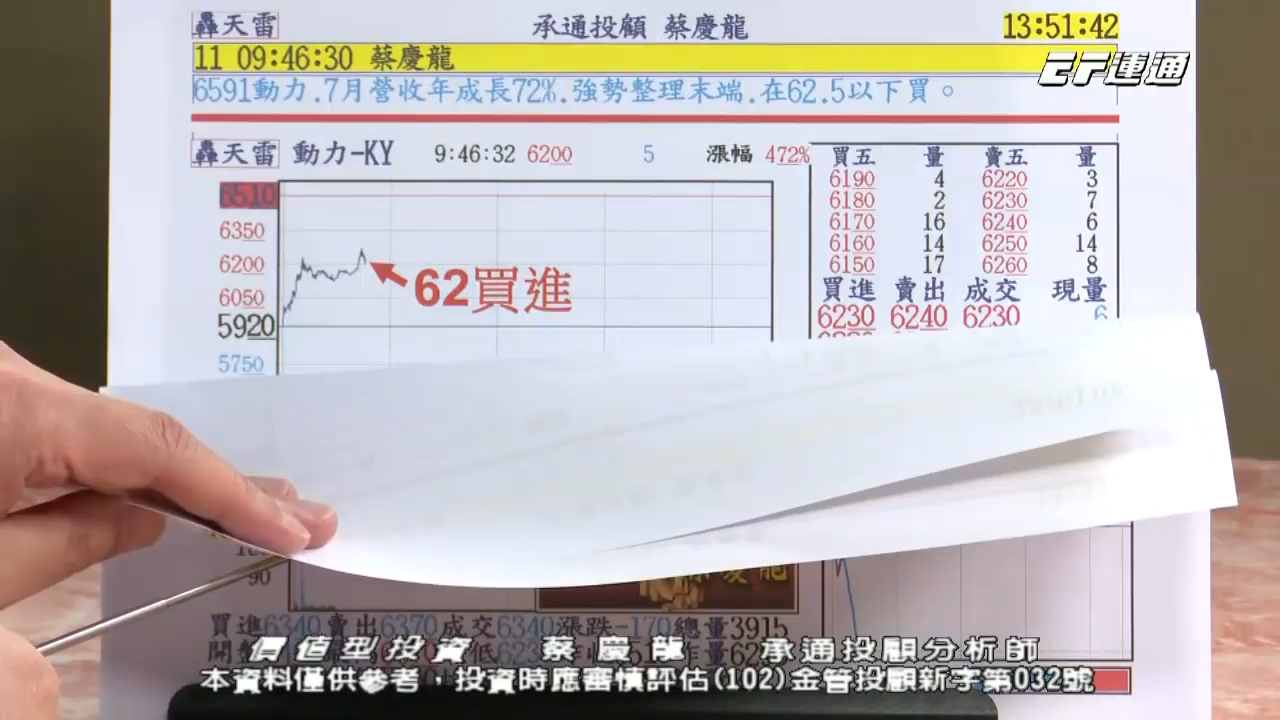 轟天雷 承通投顧 蔡慶龍 13:51:42
11 09:46:30 蔡慶龍
EF運通
6591動力.7月營收年成長72%.強勢整理末端.在62.5以下買。
轟天雷 動力-KY 9:46:32 6200 5 漲幅 472%
買五 量 賣五 量
6190 4 6220 3
6180 2 6230 7
6170 16 6240 6
6160 14 6250 14
6150 17 6260 8
買進 賣出 成交 現量
6230 6240 6230 6
6510
6350
6200
6050
5920
5750
62買進
90
買進6340賣出6370成交6340漲跌-170總量3915
價值型投資 蔡慶龍 承通投顧分析師
本資料僅供參考，投資時應審慎評估(102)金管投顧新字第032號